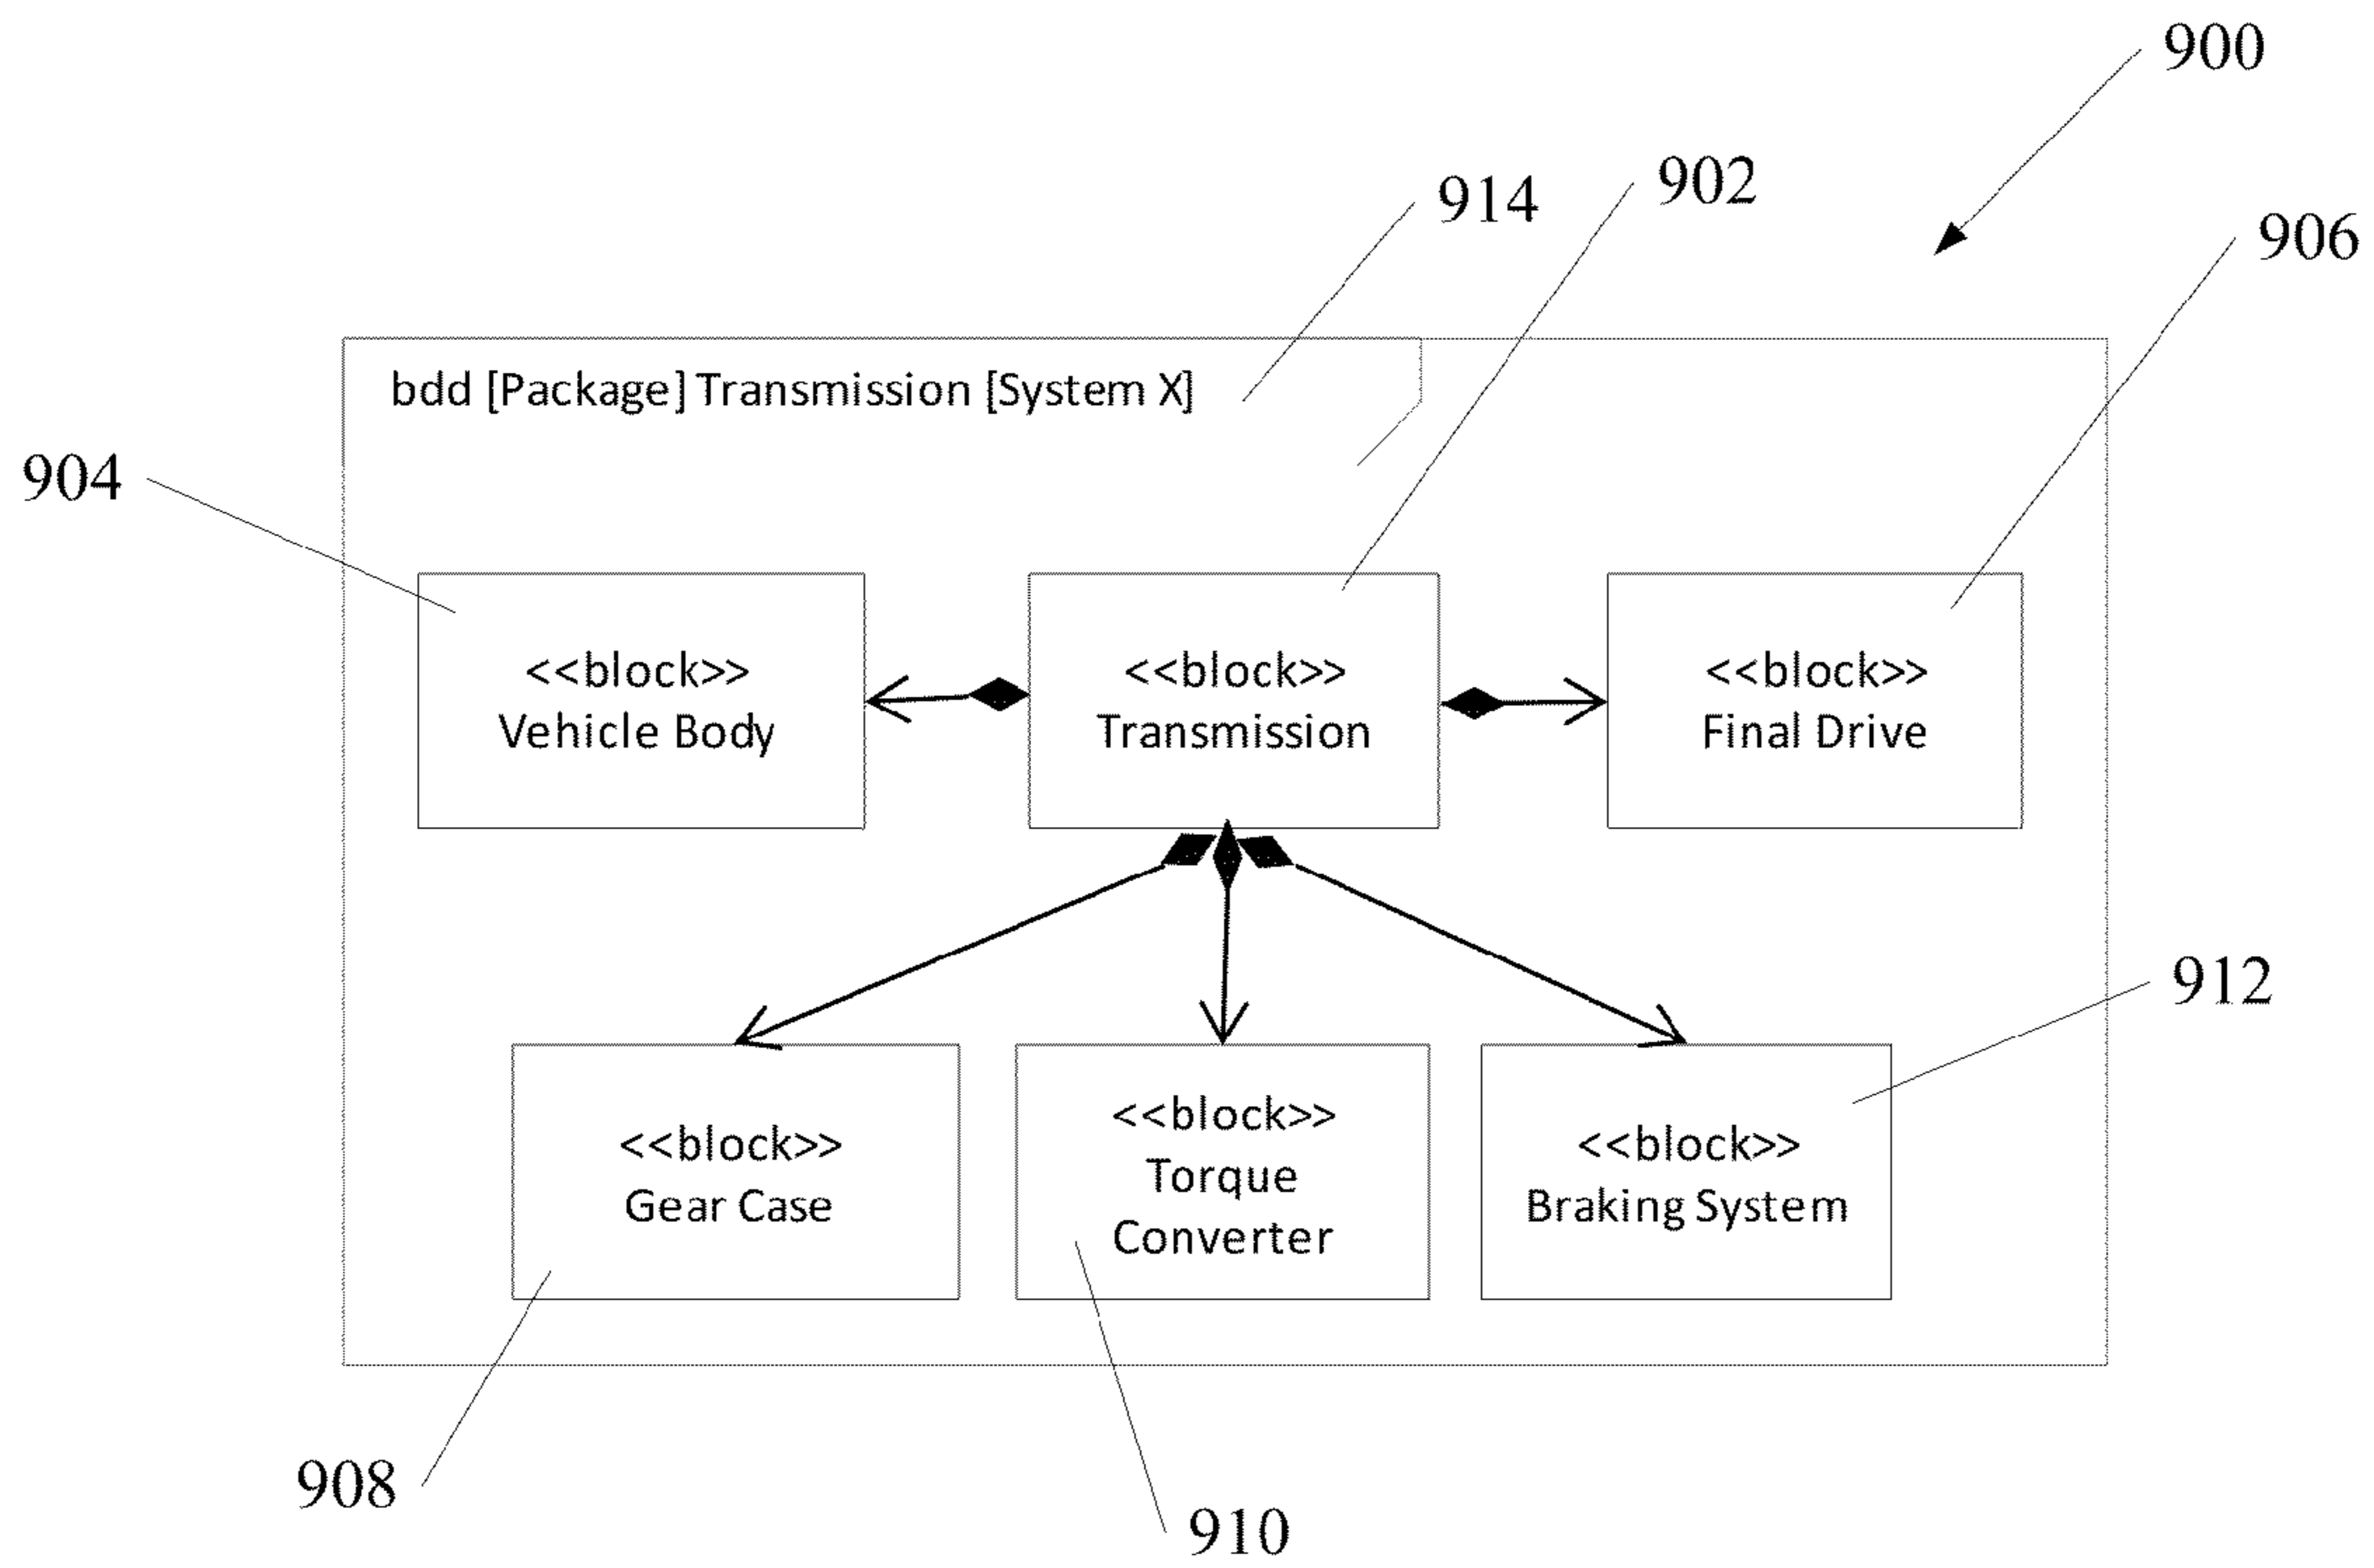 900
902
914
906
bdd [Package] Transmission [System X]
904
<<block>>
Vehicle Body
<<block>>
Transmission
<<block>>
Final Drive
912
<<block>>
Gear Case
<<block>>
Torque
Converter
<<block>>
Braking System
908
910